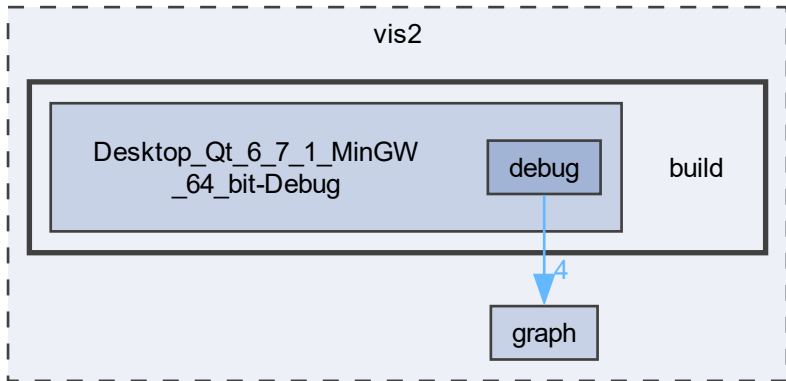 vis2
Desktop_Qt_6_7_1_MinGW
_64_bit-Debug
debug
build
4
graph